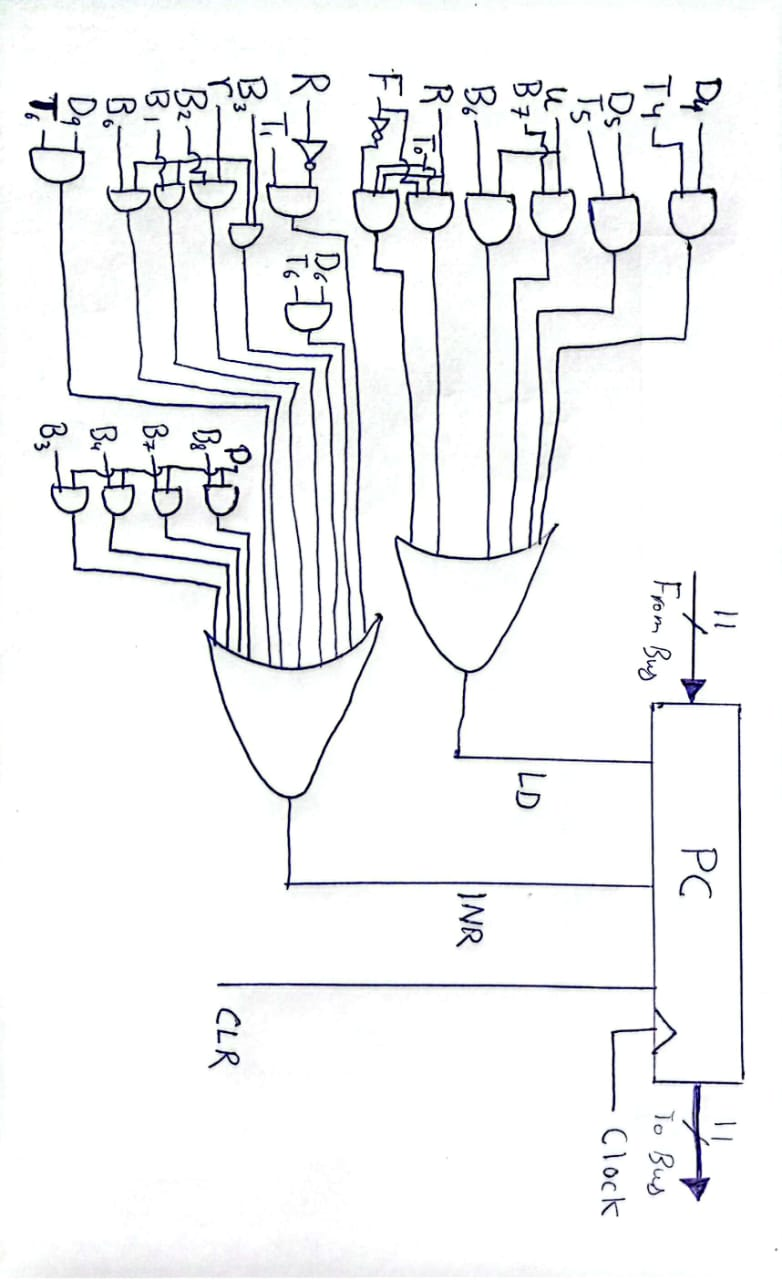 D4
T4
D5
T5
u
B7
B6
R
T0
F
R
T1
D6
T6
B3
r
B2
B1
B6
D9
T6
P
B8
B7
B4
B3
11
From Bus
PC
LD
INR
CLR
Clock
11
To Bus